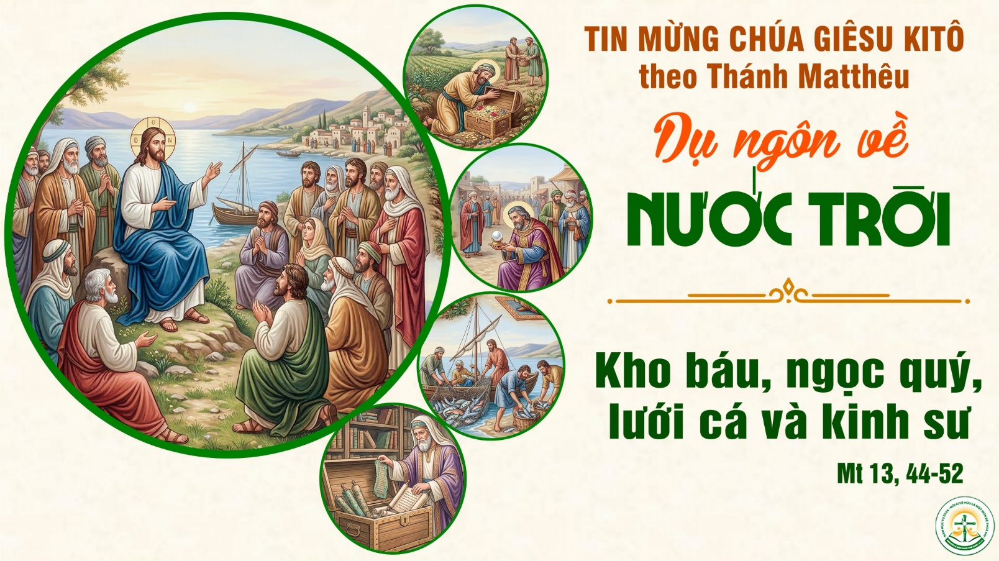 TIN MỪNG CHÚA GIÊSU KITÔ
theo Thánh Matthêu
Dụ ngôn về
NƯỚC TRỜI
Kho báu, ngọc quý,
lưới cá và kinh sư
Mt 13, 44-52